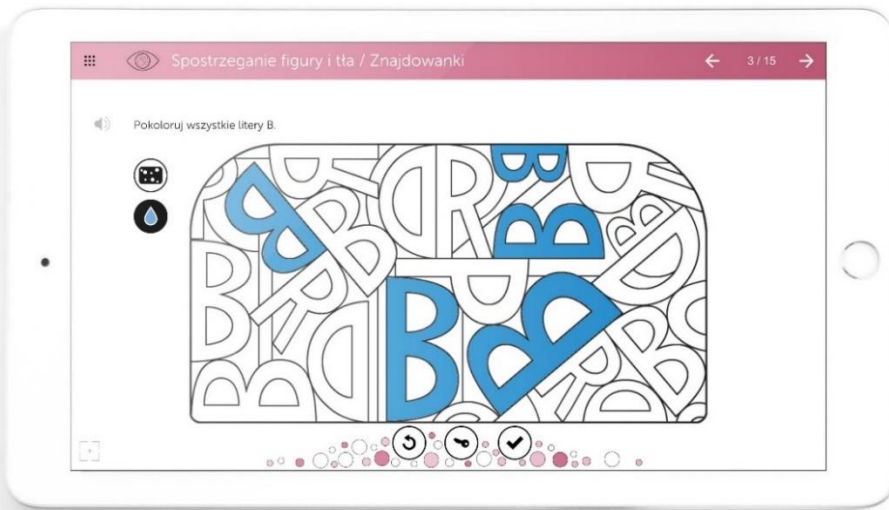 Spostrzeganie figury i tła / Znajdowanki
3 / 15
Pokoloruj wszystkie litery B.